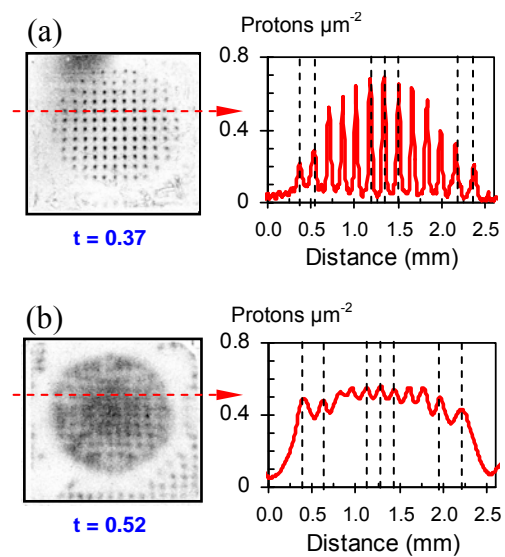 (a)
Protons µm-2
0.8
0.4
0
0.0 0.5 1.0 1.5 2.0 2.5
Distance (mm)
t = 0.37
(b)
Protons µm-2
0.8
0.4
0
0.0 0.5 1.0 1.5 2.0 2.5
Distance (mm)
t = 0.52